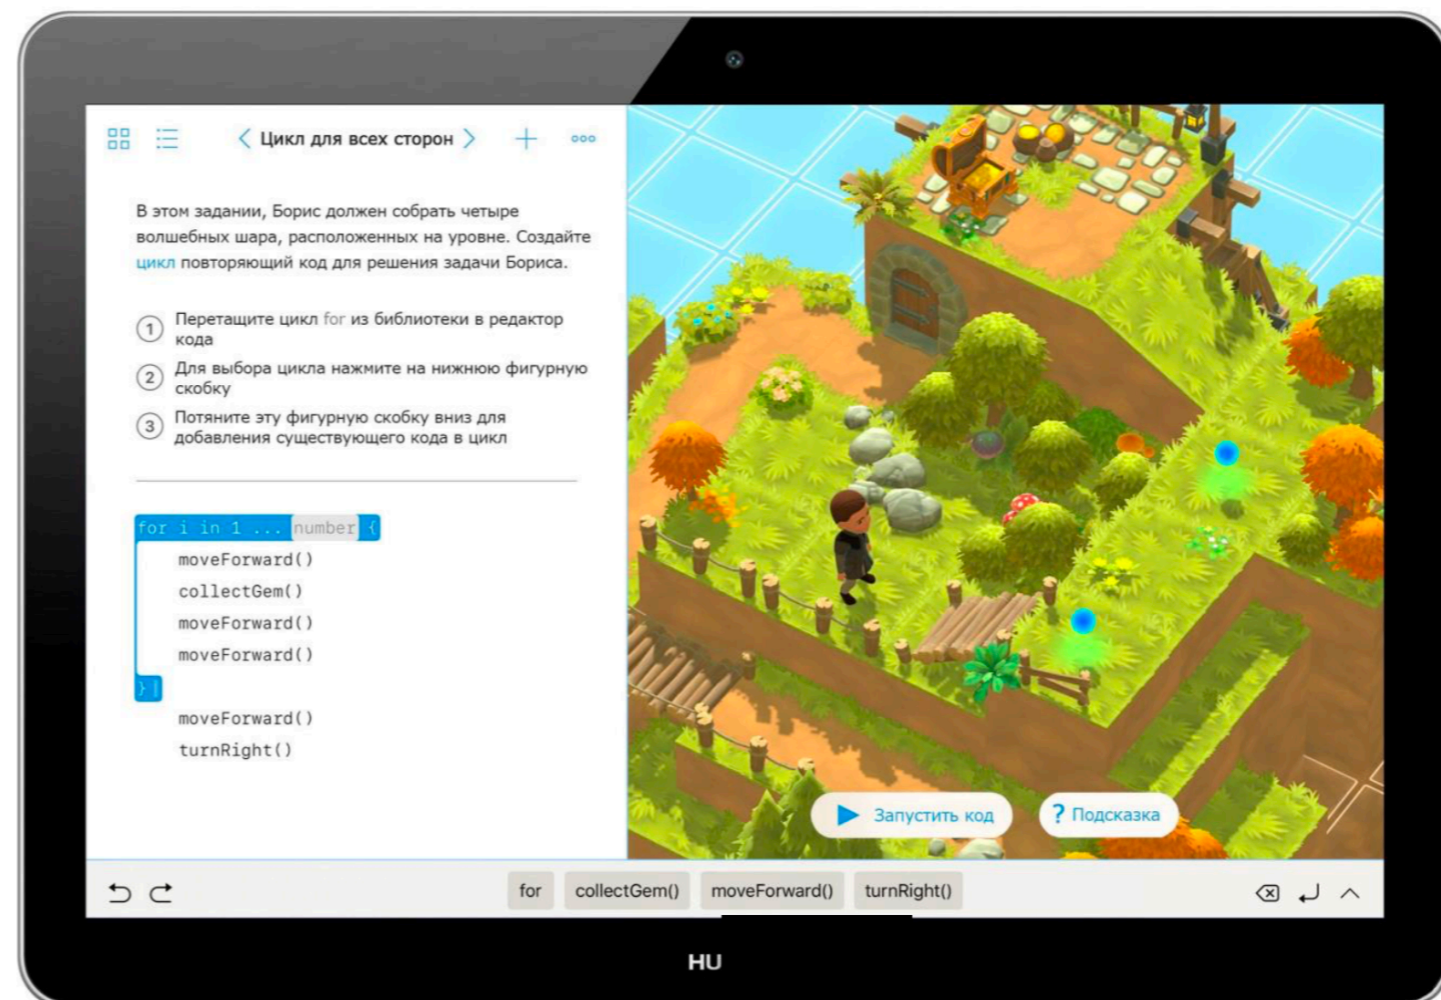 Цикл для всех сторон
В этом задании, Борис должен собрать четыре
волшебных шара, расположенных на уровне. Создайте
цикл повторяющий код для решения задачи Бориса.
1 Перетащите цикл for из библиотеки в редактор
кода
2 Для выбора цикла нажмите на нижнюю фигурную
скобку
3 Потяните эту фигурную скобку вниз для
добавления существующего кода в цикл
for i in 1 ... number {
moveForward()
collectGem()
moveForward()
moveForward()
}
moveForward()
turnRight()
Запустить код
? Подсказка
for collectGem() moveForward() turnRight()
HU